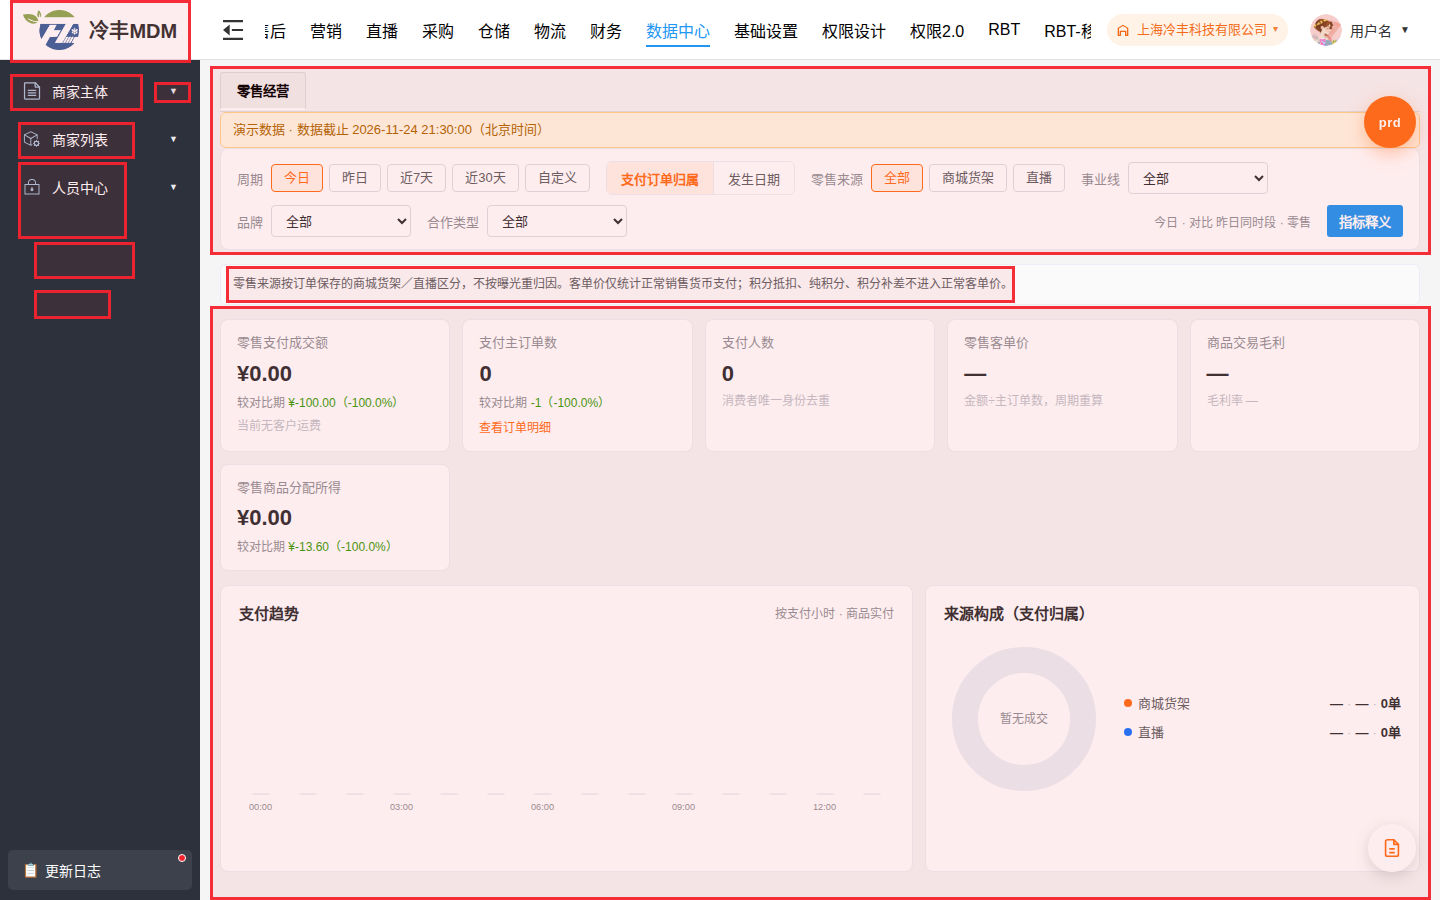 冷丰MDM
售后 营销 直播 采购 仓储 物流 财务 数据中心 基础设置 权限设计 权限2.0 RBT RBT-移
上海冷丰科技有限公司 ▼
用户名 ▼
商家主体 ▼
商家列表 ▼
人员中心 ▼
📋 更新日志
零售经营
演示数据 · 数据截止 2026-11-24 21:30:00（北京时间）
prd
周期 今日 昨日 近7天 近30天 自定义 支付订单归属 发生日期 零售来源 全部 商城货架 直播 事业线 全部
品牌 全部 合作类型 全部 今日 · 对比 昨日同时段 · 零售 指标释义
零售来源按订单保存的商城货架／直播区分，不按曝光重归因。客单价仅统计正常销售货币支付；积分抵扣、纯积分、积分补差不进入正常客单价。
零售支付成交额
¥0.00
较对比期 ¥-100.00（-100.0%）
当前无客户运费
支付主订单数
0
较对比期 -1（-100.0%）
查看订单明细
支付人数
0
消费者唯一身份去重
零售客单价
—
金额÷主订单数，周期重算
商品交易毛利
—
毛利率 —
零售商品分配所得
¥0.00
较对比期 ¥-13.60（-100.0%）
支付趋势
按支付小时 · 商品实付
00:00 03:00 06:00 09:00 12:00
来源构成（支付归属）
暂无成交
商城货架 — · — · 0单
直播 — · — · 0单